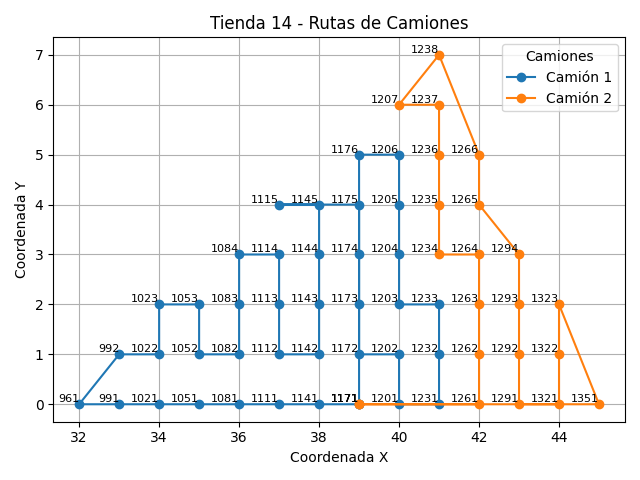 Tienda 14 - Rutas de Camiones
Camiones
Camión 1
Camión 2
Coordenada Y
7
6
5
4
3
2
1
0
1238
1207 1237
1176 1206 1236 1266
1115 1145 1175 1205 1235 1265
1084 1114 1144 1174 1204 1234 1264 1294
1023 1053 1083 1113 1143 1173 1203 1233 1263 1293 1323
992 1022 1052 1082 1112 1142 1172 1202 1232 1262 1292 1322
961 991 1021 1051 1081 1111 1141 1171 1201 1231 1261 1291 1321 1351
32 34 36 38 40 42 44
Coordenada X